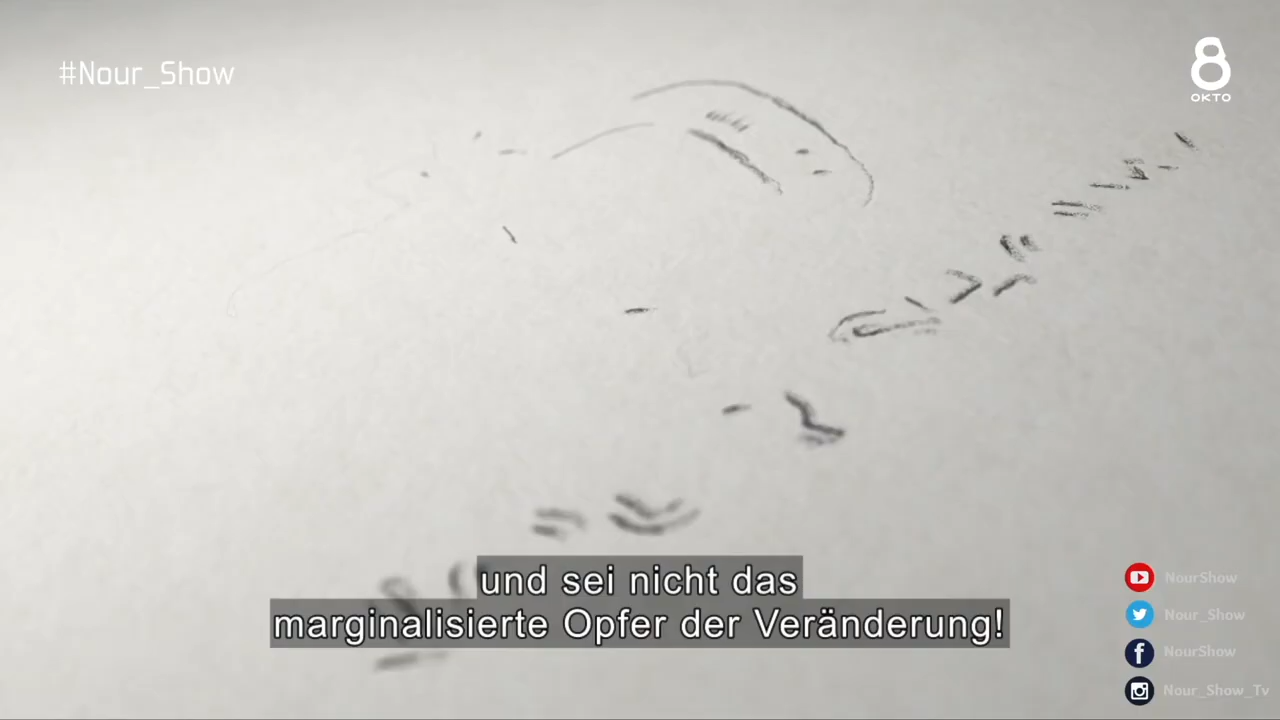 #Nour_Show
8
OKTO
und sei nicht das
marginalisierte Opfer der Veränderung!
NourShow
Nour_Show
NourShow
Nour_Show_Tv